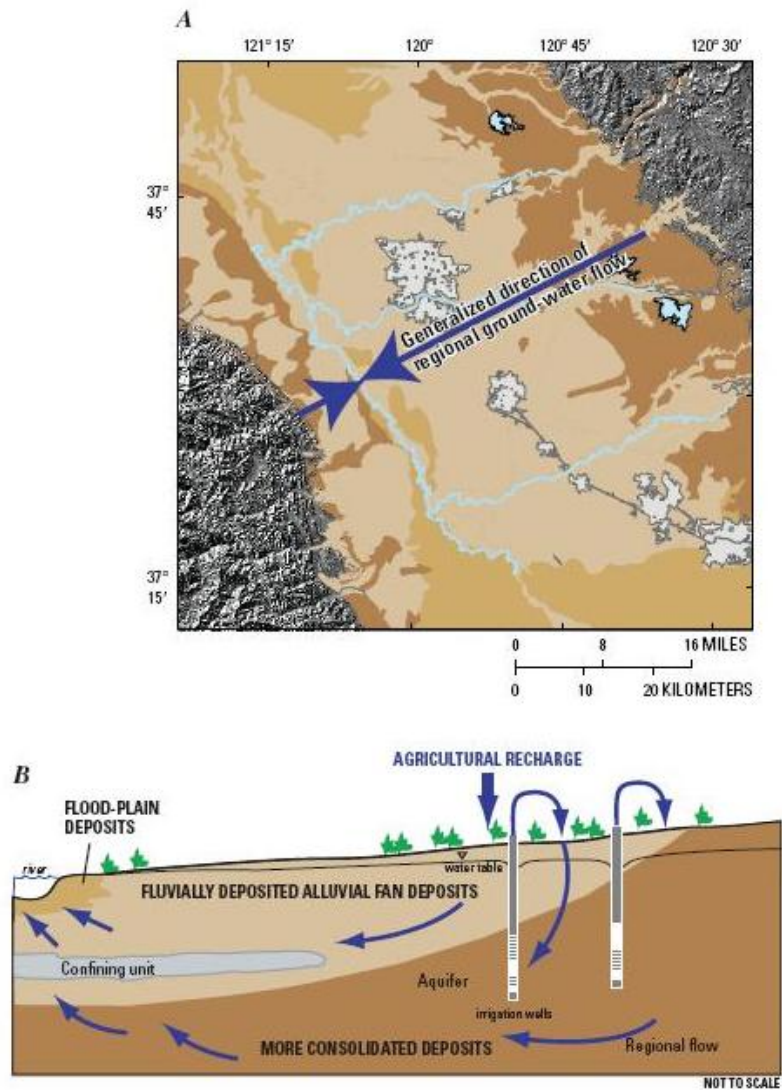 A
121° 15' 120° 120° 45' 120° 30'
37°
45'
Generalized direction of
regional ground-water flow
37°
15'
0 8 16 MILES
0 10 20 KILOMETERS
B
AGRICULTURAL RECHARGE
FLOOD-PLAIN
DEPOSITS
river
water table
FLUVIALLY DEPOSITED ALLUVIAL FAN DEPOSITS
Confining unit
Aquifer
irrigation wells
MORE CONSOLIDATED DEPOSITS
Regional flow
NOT TO SCALE